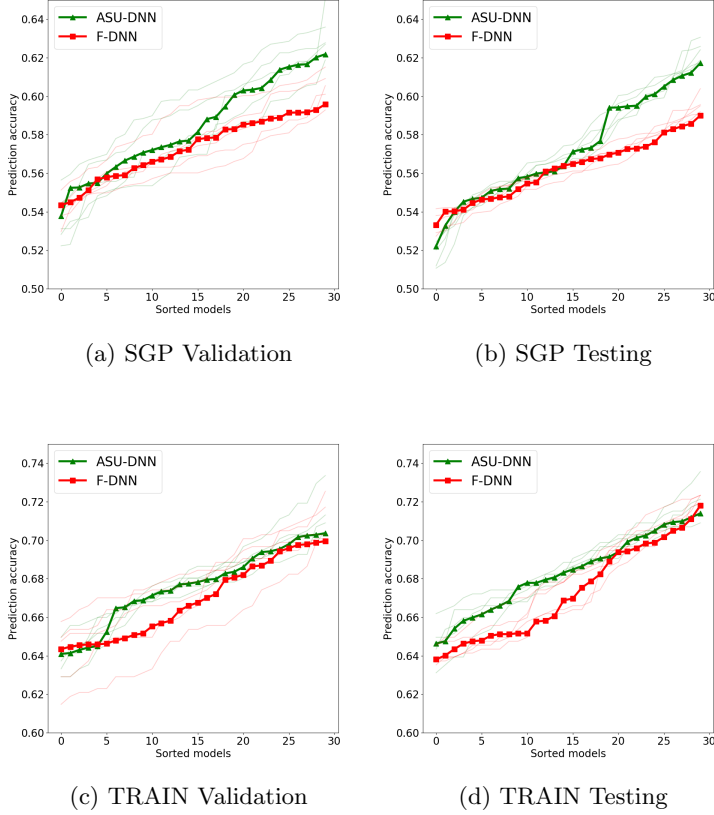 0.64
0.62
0.60
0.58
0.56
0.54
0.52
0.50
Prediction accuracy
ASU-DNN
F-DNN
0 5 10 15 20 25 30
Sorted models
(a) SGP Validation
0.64
0.62
0.60
0.58
0.56
0.54
0.52
0.50
Prediction accuracy
ASU-DNN
F-DNN
0 5 10 15 20 25 30
Sorted models
(b) SGP Testing
0.74
0.72
0.70
0.68
0.66
0.64
0.62
0.60
Prediction accuracy
ASU-DNN
F-DNN
0 5 10 15 20 25 30
Sorted models
(c) TRAIN Validation
0.74
0.72
0.70
0.68
0.66
0.64
0.62
0.60
Prediction accuracy
ASU-DNN
F-DNN
0 5 10 15 20 25 30
Sorted models
(d) TRAIN Testing